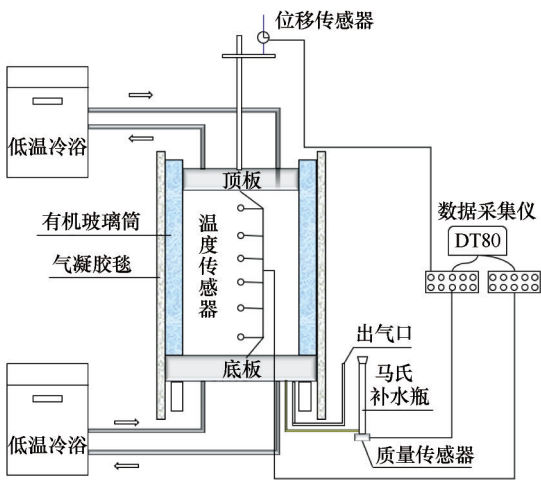 位移传感器
低温冷浴
顶板
数据采集仪
DT80
有机玻璃筒
温度传感器
气凝胶毯
出气口
底板
马氏
补水瓶
低温冷浴
质量传感器